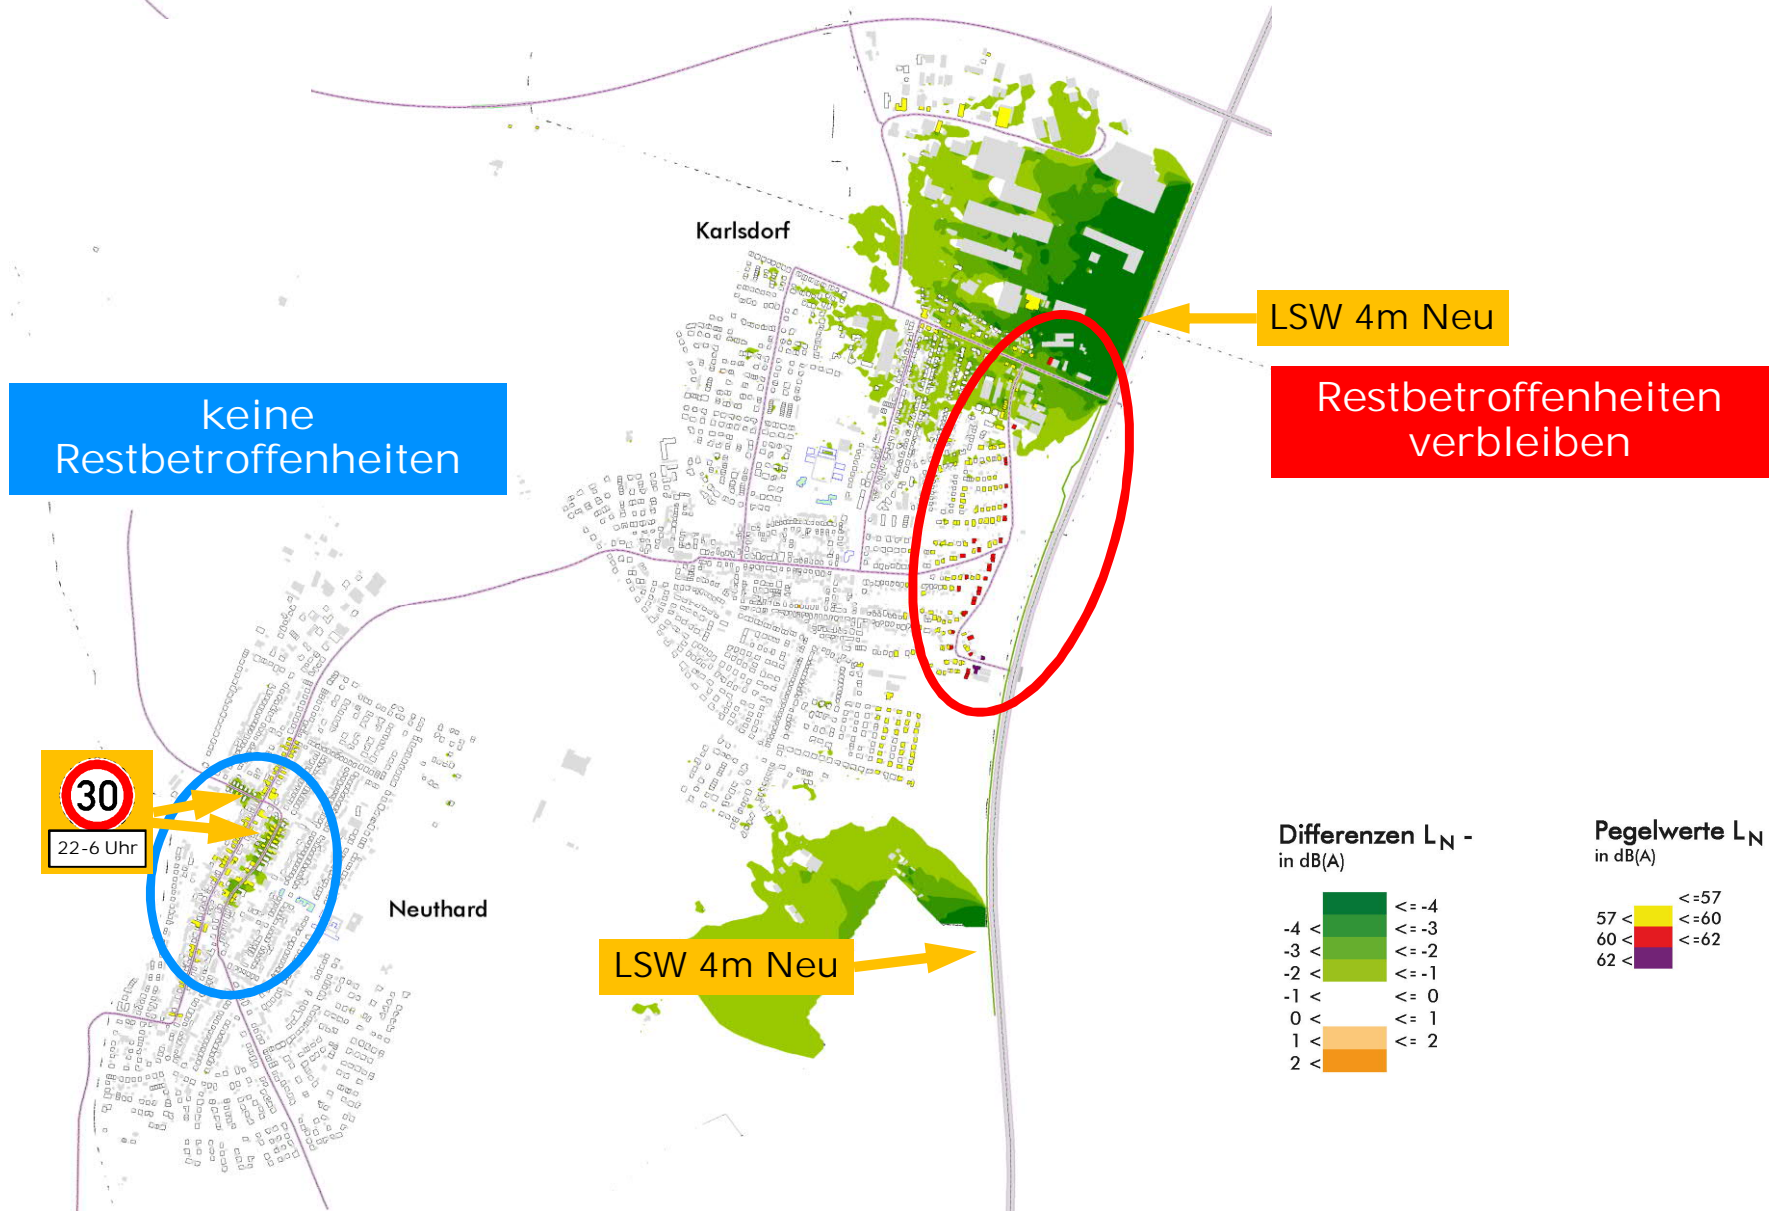 Karlsdorf
LSW 4m Neu
Restbetroffenheiten
verbleiben
keine
Restbetroffenheiten
30
22-6 Uhr
Neuthard
LSW 4m Neu
Differenzen L_N -
in dB(A)
<= -4
-4 < <= -3
-3 < <= -2
-2 < <= -1
-1 < <= 0
0 < <= 1
1 < <= 2
2 <
Pegelwerte L_N
in dB(A)
<=57
57 < <=60
60 < <=62
62 <